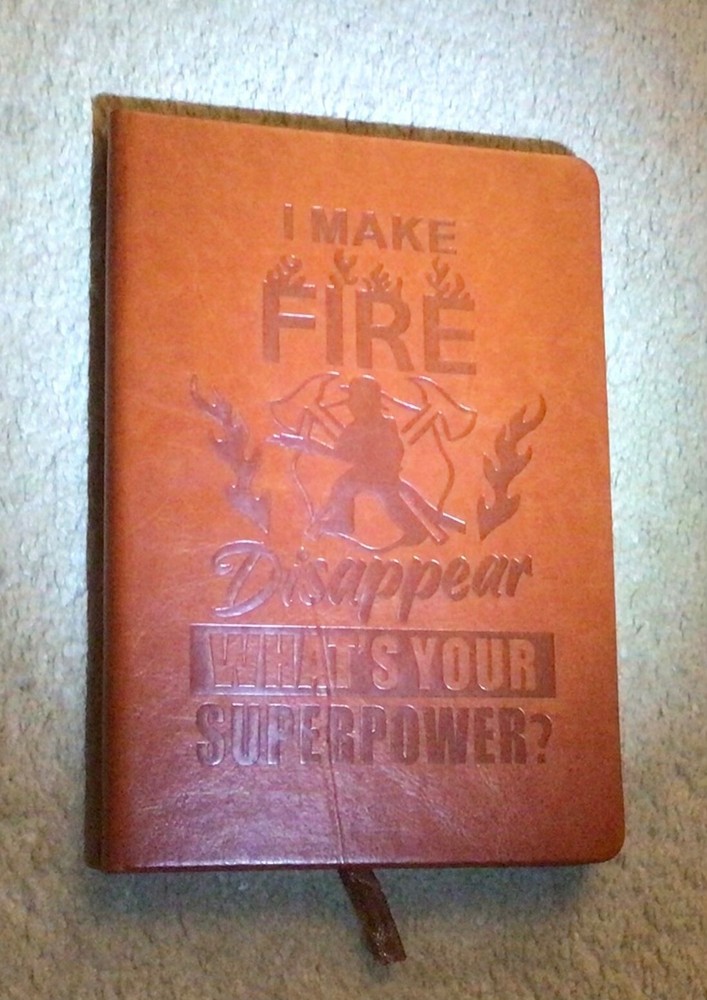 I MAKE
FIRE
Disappear
WHAT'S YOUR
SUPERPOWER?